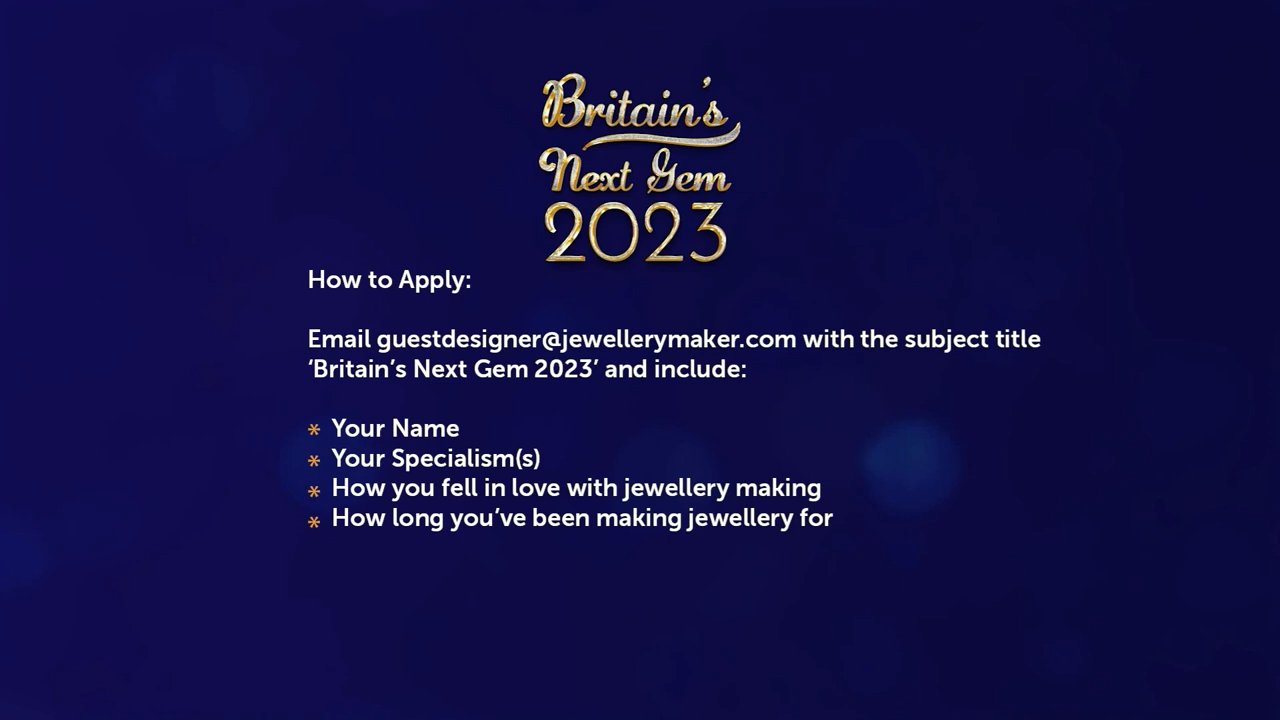 Britain's
Next Gem
2023
How to Apply:
Email guestdesigner@jewellerymaker.com with the subject title
‘Britain’s Next Gem 2023’ and include:
* Your Name
* Your Specialism(s)
* How you fell in love with jewellery making
* How long you’ve been making jewellery for